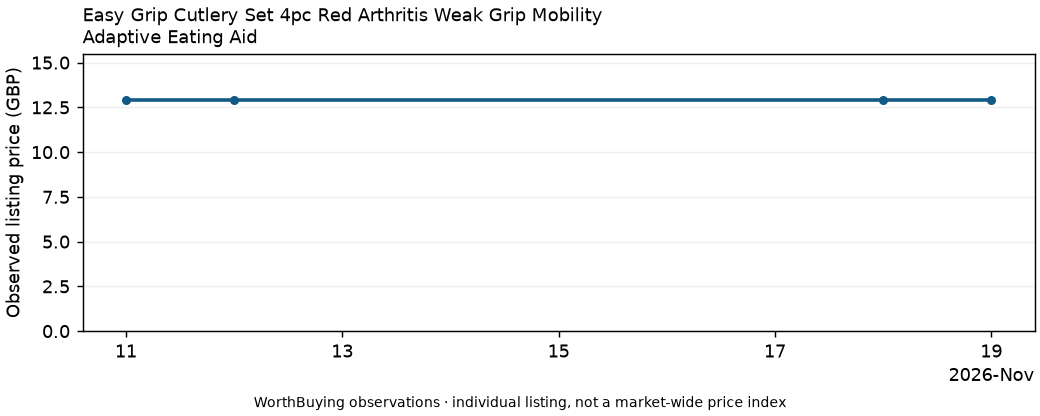 Easy Grip Cutlery Set 4pc Red Arthritis Weak Grip Mobility
Adaptive Eating Aid
Observed listing price (GBP)
15.0
12.5
10.0
7.5
5.0
2.5
0.0
11
13
15
17
19
2026-Nov
WorthBuying observations · individual listing, not a market-wide price index